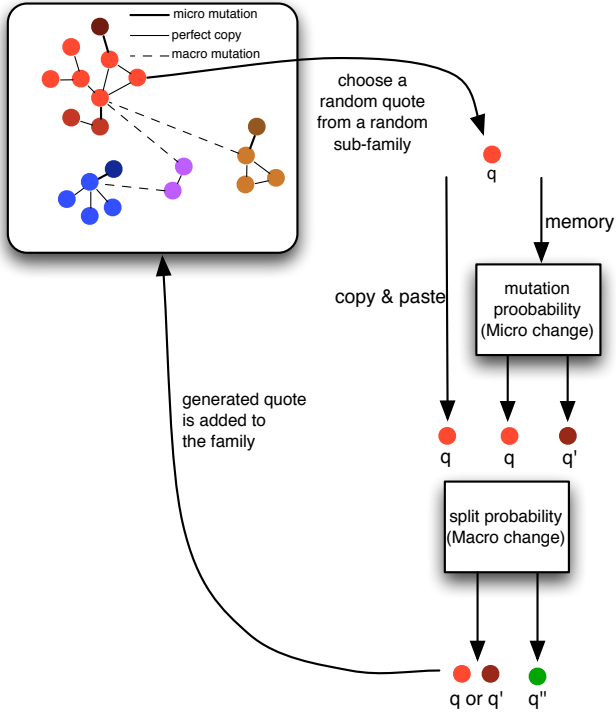 micro mutation
perfect copy
macro mutation
choose a
random quote
from a random
sub-family
q
memory
copy & paste
mutation
proobability
(Micro change)
generated quote
is added to
the family
q
q
q'
split probability
(Macro change)
q or q'
q''